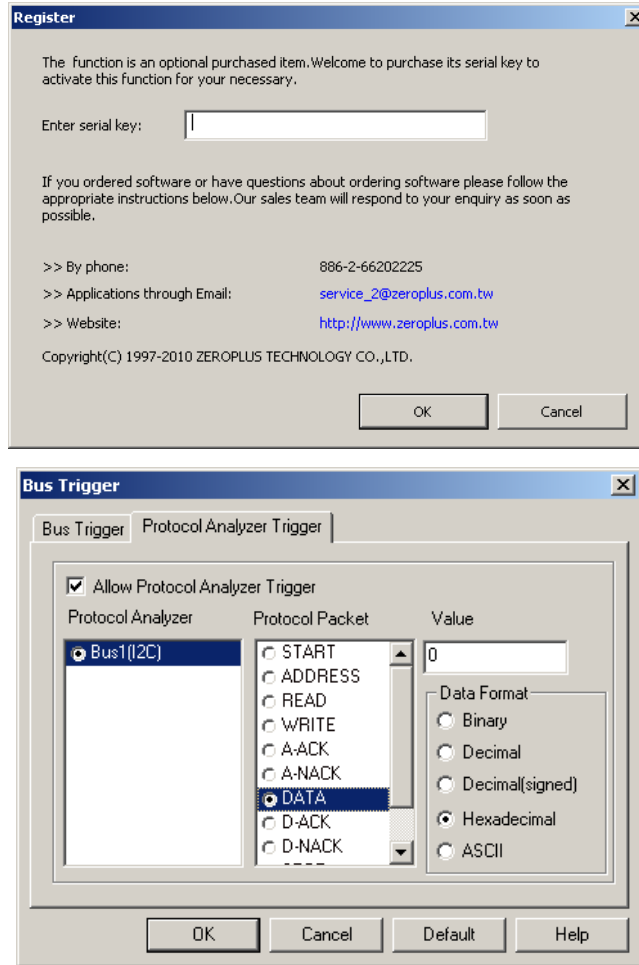 Register
The function is an optional purchased item.Welcome to purchase its serial key to
activate this function for your necessary.
Enter serial key:
If you ordered software or have questions about ordering software please follow the
appropriate instructions below.Our sales team will respond to your enquiry as soon as
possible.
>> By phone: 886-2-66202225
>> Applications through Email: service_2@zeroplus.com.tw
>> Website: http://www.zeroplus.com.tw
Copyright(C) 1997-2010 ZEROPLUS TECHNOLOGY CO.,LTD.
OK Cancel
Bus Trigger
Bus Trigger Protocol Analyzer Trigger
Allow Protocol Analyzer Trigger
Protocol Analyzer Protocol Packet Value
Bus1(I2C) START 0
ADDRESS Data Format
READ Binary
WRITE
A-ACK Decimal
A-NACK Decimal(signed)
DATA
D-ACK Hexadecimal
D-NACK ASCII
OK Cancel Default Help